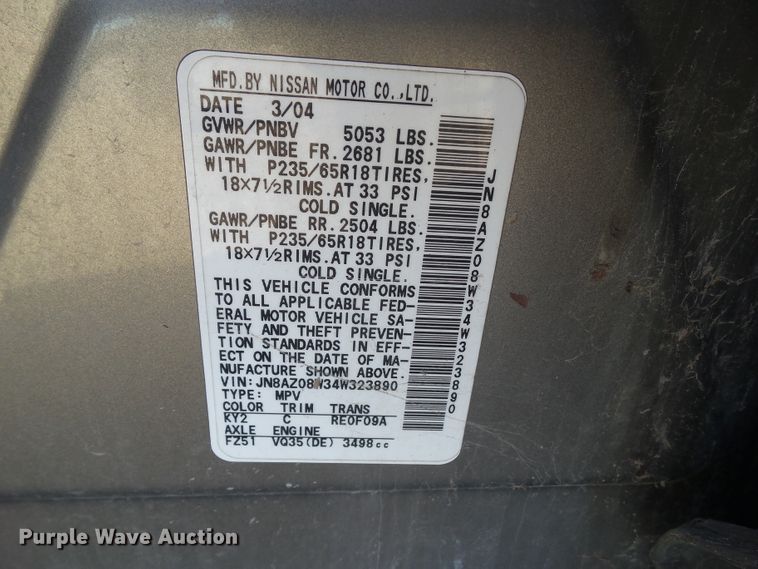 MFD.BY NISSAN MOTOR CO.,LTD.
DATE 3/04
GVWR/PNBV 5053 LBS.
GAWR/PNBE FR.2681 LBS.
WITH P235/65R18TIRES,
18×7½RIMS.AT 33 PSI
COLD SINGLE.
GAWR/PNBE RR.2504 LBS.
WITH P235/65R18TIRES,
18×7½RIMS.AT 33 PSI
COLD SINGLE.
THIS VEHICLE CONFORMS
TO ALL APPLICABLE FED-
ERAL MOTOR VEHICLE SA-
FETY AND THEFT PREVEN-
TION STANDARDS IN EFF-
ECT ON THE DATE OF MA-
NUFACTURE SHOWN ABOVE.
VIN:JN8AZ08W34W323890
TYPE: MPV
COLOR TRIM TRANS
KY2 C RE0F09A
AXLE ENGINE
FZ51 VQ35(DE) 3498cc
JN8AZ08W34W323890
Purple Wave Auction